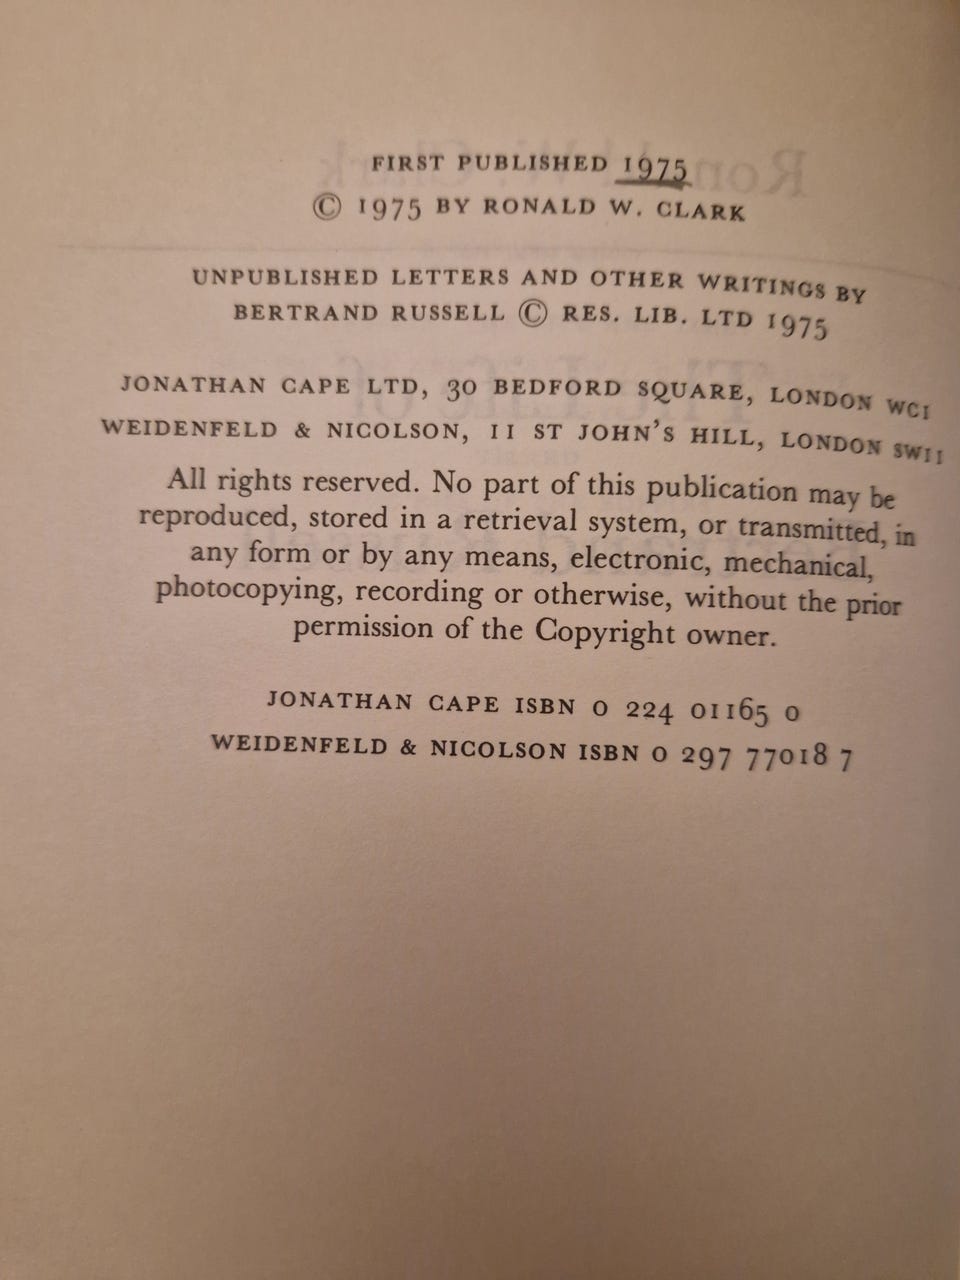 FIRST PUBLISHED 1975
© 1975 BY RONALD W. CLARK
UNPUBLISHED LETTERS AND OTHER WRITINGS BY
BERTRAND RUSSELL © RES. LIB. LTD 1975
JONATHAN CAPE LTD, 30 BEDFORD SQUARE, LONDON WC1
WEIDENFELD & NICOLSON, 11 ST JOHN'S HILL, LONDON SW11
All rights reserved. No part of this publication may be
reproduced, stored in a retrieval system, or transmitted, in
any form or by any means, electronic, mechanical,
photocopying, recording or otherwise, without the prior
permission of the Copyright owner.
JONATHAN CAPE ISBN 0 224 01165 0
WEIDENFELD & NICOLSON ISBN 0 297 77018 7